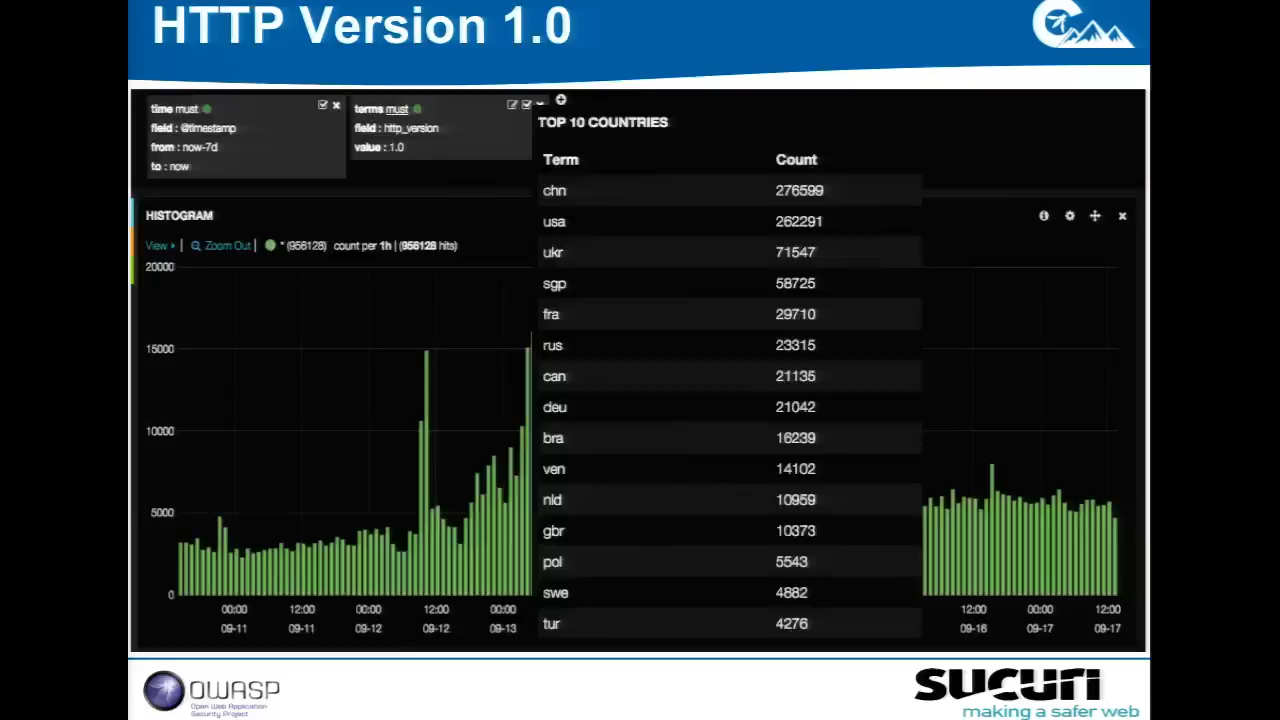 HTTP Version 1.0
time must
field : @timestamp
from : now-7d
to : now
terms must
field : http_version
value : 1.0
TOP 10 COUNTRIES
Term Count
chn 276599
usa 262291
ukr 71547
sgp 58725
fra 29710
rus 23315
can 21135
deu 21042
bra 16239
ven 14102
nld 10959
gbr 10373
pol 5543
swe 4882
tur 4276
HISTOGRAM
View | Zoom Out | * (956128) count per 1h | (956128 hits)
20000
15000
10000
5000
0
00:00 12:00 00:00 12:00 00:00 12:00 00:00 12:00
09-11 09-11 09-12 09-12 09-13 09-16 09-17 09-17
OWASP
Open Web Application
Security Project
sucuri
making a safer web